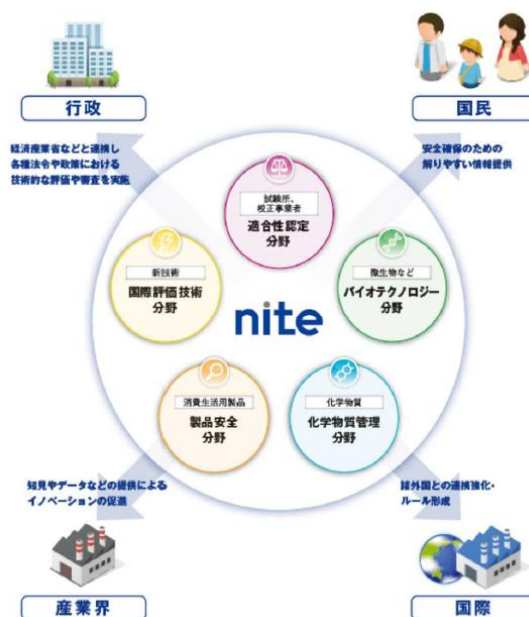 行政
国民
経済産業省などと連携し
各種法令や政策における
技術的な評価や審査を実施
安全確保のための
解りやすい情報提供
試験所、
校正事業者
適合性認定
分野
新技術
国際評価技術
分野
微生物など
バイオテクノロジー
分野
nite
消費生活用製品
製品安全
分野
化学物質
化学物質管理
分野
知見やデータなどの提供による
イノベーションの促進
諸外国との連携強化・
ルール形成
産業界
国際